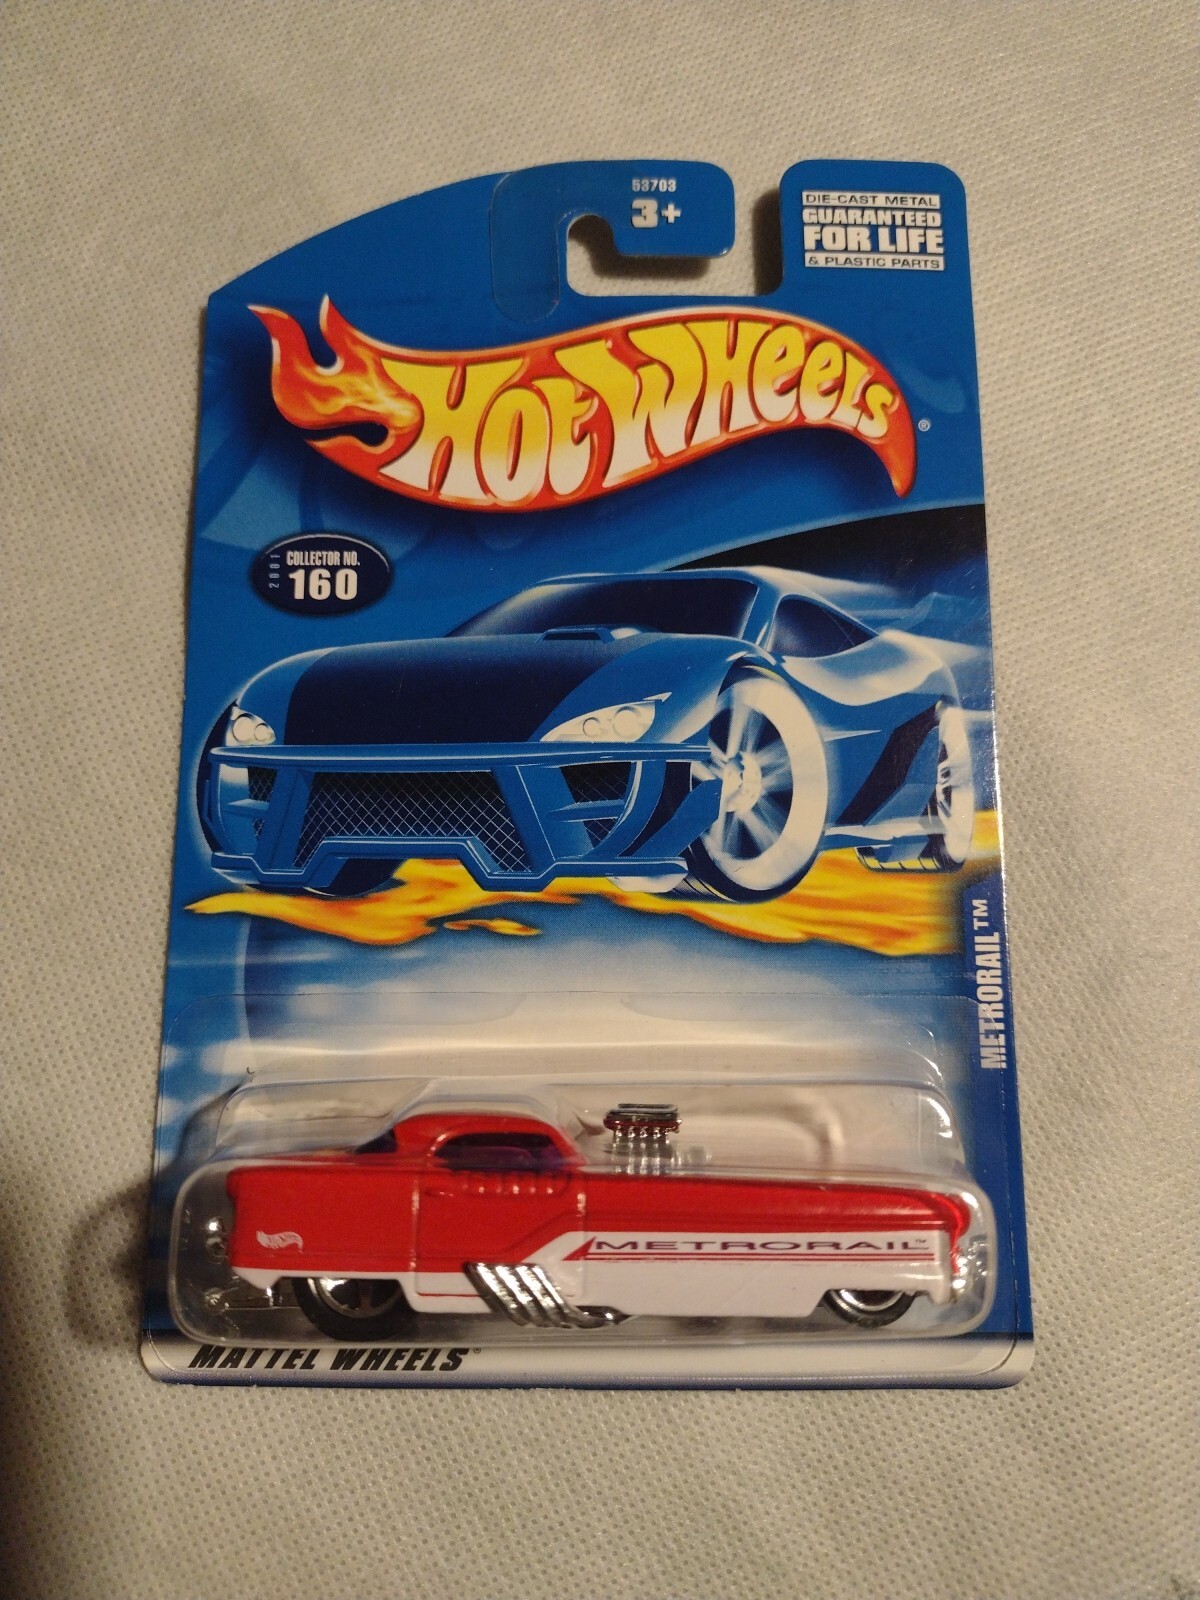 53703
3+
DIE-CAST METAL
GUARANTEED
FOR LIFE
& PLASTIC PARTS
HOT WHEELS®
2001
COLLECTOR NO.
160
METRORAIL™
METRORAIL™
MATTEL WHEELS®